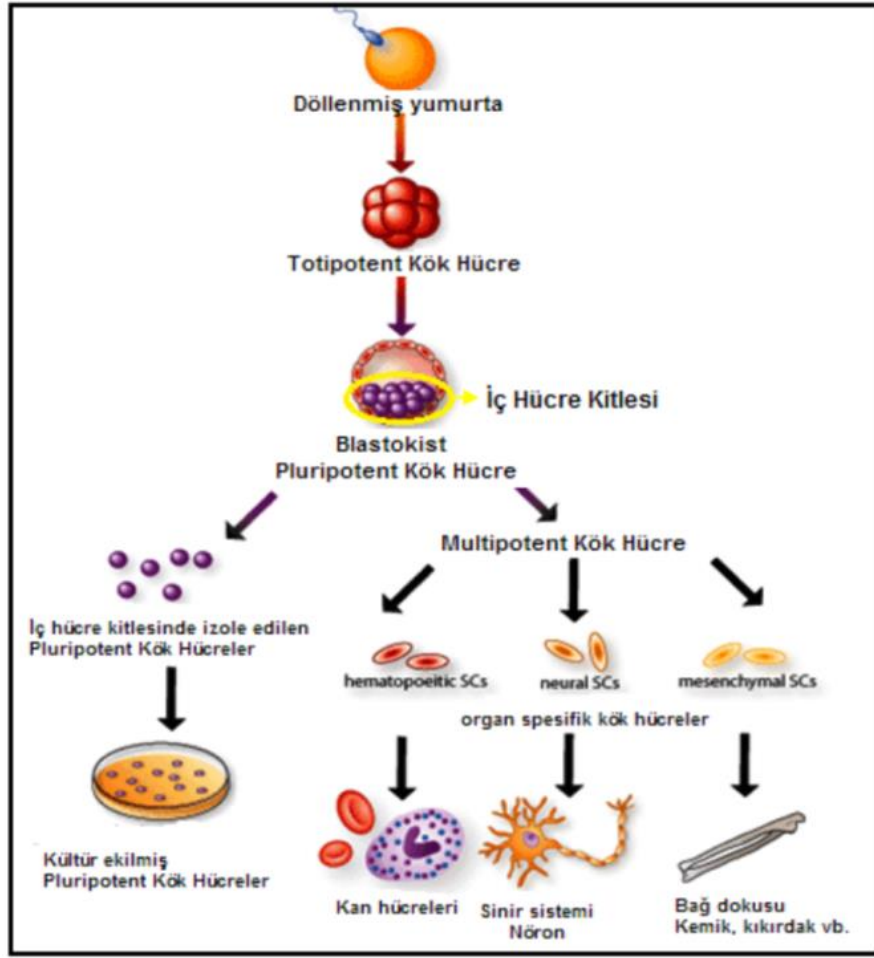 Döllenmiş yumurta
Totipotent Kök Hücre
İç Hücre Kitlesi
Blastokist
Pluripotent Kök Hücre
Multipotent Kök Hücre
İç hücre kitlesinde izole edilen
Pluripotent Kök Hücreler
hematopoeitic SCs
neural SCs
mesenchymal SCs
organ spesifik kök hücreler
Kültür ekilmiş
Pluripotent Kök Hücreler
Kan hücreleri
Sinir sistemi
Nöron
Bağ dokusu
Kemik, kıkırdak vb.